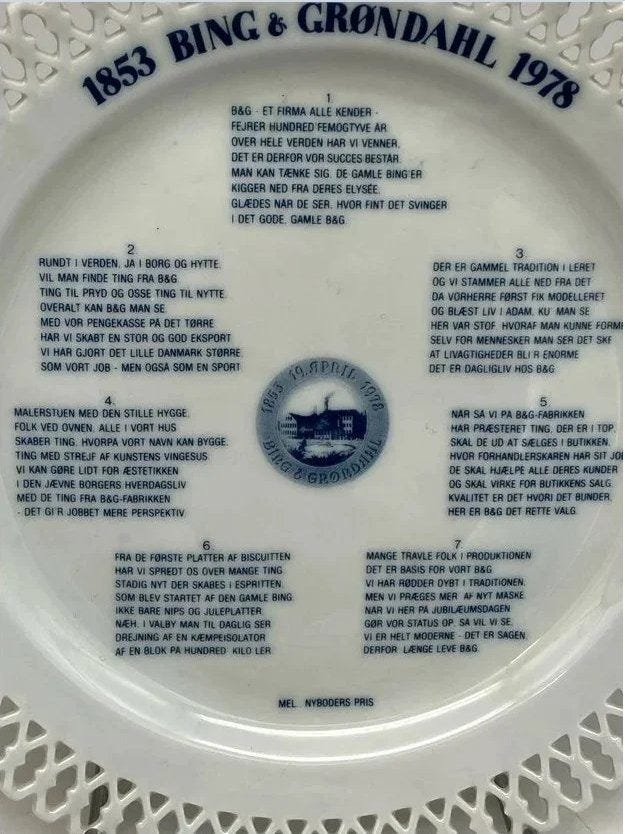 1853 BING & GRØNDAHL 1978
1
B&G - ET FIRMA ALLE KENDER -
FEJRER HUNDRED FEMOGTYVE ÅR
OVER HELE VERDEN HAR VI VENNER,
DET ER DERFOR VOR SUCCES BESTÅR.
MAN KAN TÆNKE SIG, DE GAMLE BING'ER
KIGGER NED FRA DERES ELYSÉE.
GLÆDES NÅR DE SER, HVOR FINT DET SVINGER
I DET GODE, GAMLE B&G.
2
RUNDT I VERDEN, JA I BORG OG HYTTE,
VIL MAN FINDE TING FRA B&G.
TING TIL PRYD OG OSSE TING TIL NYTTE.
OVERALT KAN B&G MAN SE.
MED VOR PENGEKASSE PÅ DET TØRRE
HAR VI SKABT EN STOR OG GOD EKSPORT
VI HAR GJORT DET LILLE DANMARK STØRRE
SOM VORT JOB - MEN OGSÅ SOM EN SPORT
3
DER ER GAMMEL TRADITION I LERET
OG VI STAMMER ALLE NED FRA DET
DA VORHERRE FØRST FIK MODELLERET
OG BLÆST LIV I ADAM, KU' MAN SE
HER VAR STOF, HVORAF MAN KUNNE FORME
SELV FOR MENNESKER MAN SER DET SKE
AT LIVAGTIGHEDER BLI'R ENORME
DET ER DAGLIGLIV HOS B&G
4.
MALERSTUEN MED DEN STILLE HYGGE,
FOLK VED OVNEN, ALLE I VORT HUS
SKABER TING, HVORPÅ VORT NAVN KAN BYGGE.
TING MED STREJF AF KUNSTENS VINGESUS
VI KAN GØRE LIDT FOR ÆSTETIKKEN
I DEN JÆVNE BORGERS HVERDAGSLIV
MED DE TING FRA B&G-FABRIKKEN
- DET GI'R JOBBET MERE PERSPEKTIV
5
NÅR SÅ VI PÅ B&G-FABRIKKEN
HAR PRÆSTERET TING, DER ER I TOP,
SKAL DE UD AT SÆLGES I BUTIKKEN,
HVOR FORHANDLERSKAREN HAR SIT JOB
DE SKAL HJÆLPE ALLE DERES KUNDER
OG SKAL VIRKE FOR BUTIKKENS SALG.
KVALITET ER DET HVORI DET BUNDER,
HER ER B&G DET RETTE VALG.
1853 19. APRIL 1978
BING & GRØNDAHL
6.
FRA DE FØRSTE PLATTER AF BISCUITTEN
HAR VI SPREDT OS OVER MANGE TING
STADIG NYT DER SKABES I ESPRITTEN,
SOM BLEV STARTET AF DEN GAMLE BING.
IKKE BARE NIPS OG JULEPLATTER
NÆH, I VALBY MAN TIL DAGLIG SER
DREJNING AF EN KÆMPEISOLATOR
AF EN BLOK PÅ HUNDRED KILO LER
7
MANGE TRAVLE FOLK I PRODUKTIONEN
DET ER BASIS FOR VORT B&G.
VI HAR RØDDER DYBT I TRADITIONEN,
MEN VI PRÆGES MER' AF NYT MÅSKE.
NÅR VI HER PÅ JUBILÆUMSDAGEN
GØR VOR STATUS OP, SÅ VIL VI SE,
VI ER HELT MODERNE - DET ER SAGEN,
DERFOR LÆNGE LEVE B&G.
MEL. NYBODERS PRIS